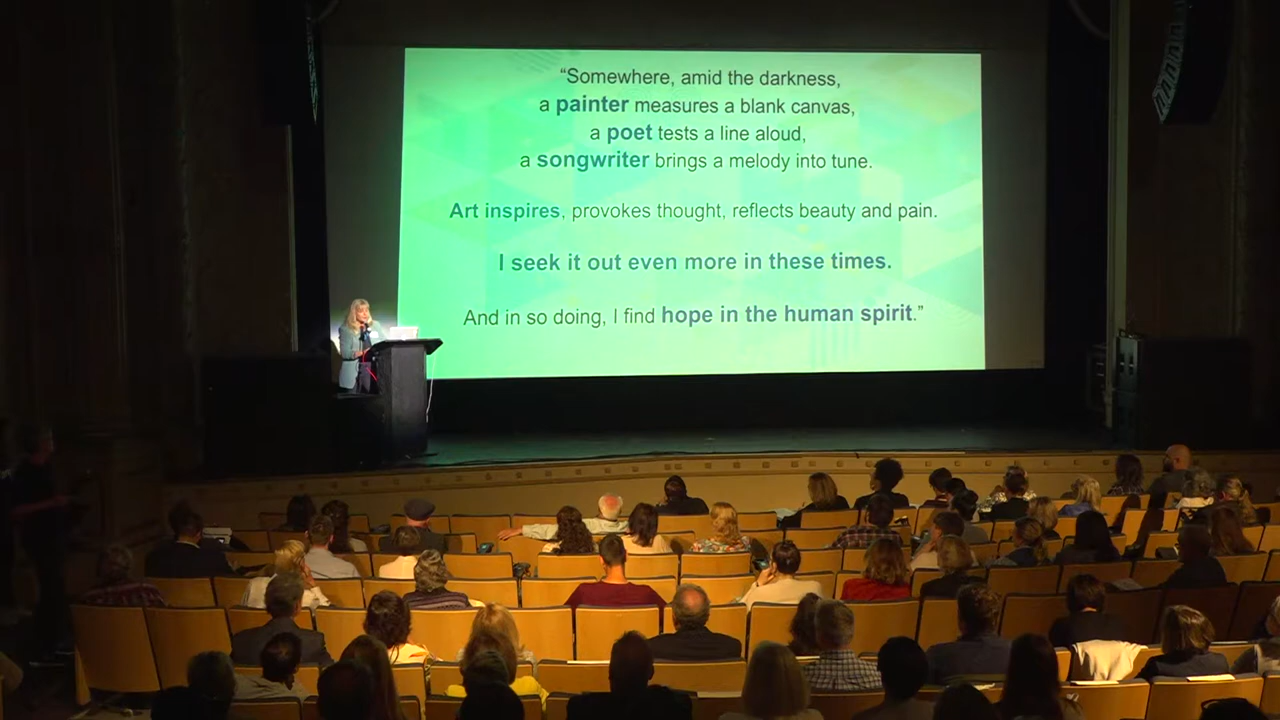 “Somewhere, amid the darkness,
a painter measures a blank canvas,
a poet tests a line aloud,
a songwriter brings a melody into tune.
Art inspires, provokes thought, reflects beauty and pain.
I seek it out even more in these times.
And in so doing, I find hope in the human spirit.”